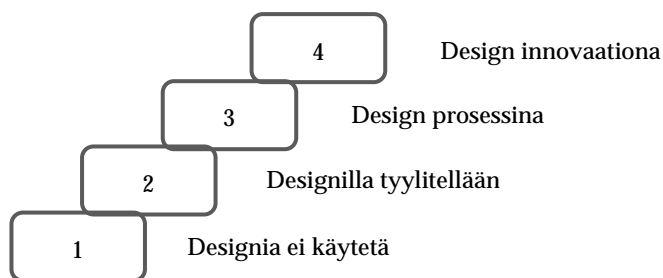 4 Design innovaationa
3 Design prosessina
2 Designilla tyylitellään
1 Designia ei käytetä